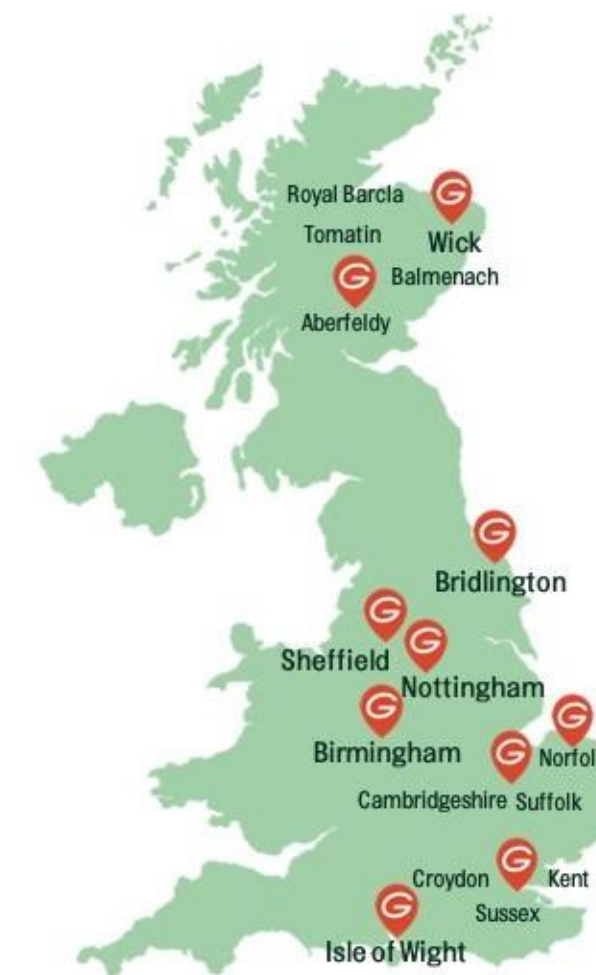 Royal Barcla
G
Tomatin
Wick
Balmenach
G
Aberfeldy
G
Bridlington
G
Sheffield
G
Nottingham
G
Birmingham
G
Norfol
G
Cambridgeshire Suffolk
G
Croydon
Kent
Sussex
G
Isle of Wight